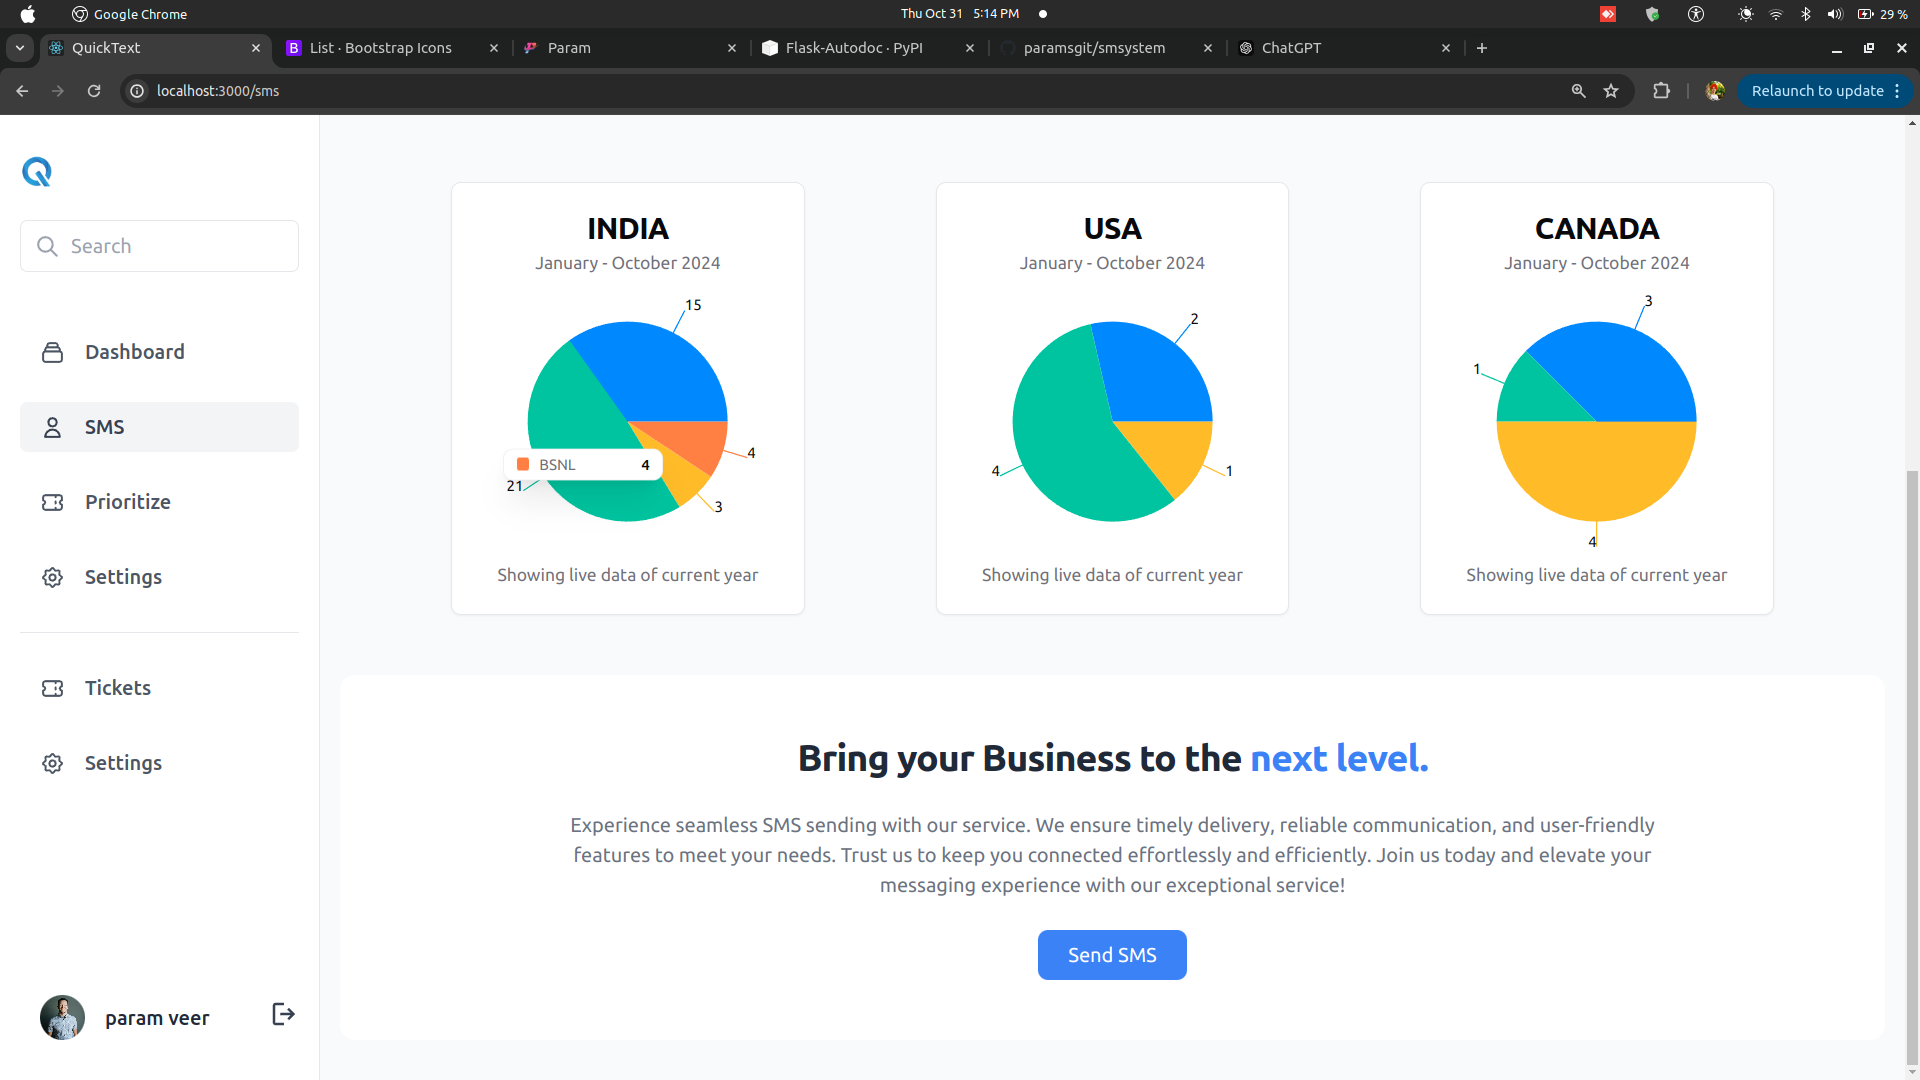 Google Chrome
Thu Oct 31 5:14 PM
29 %
QuickText
List · Bootstrap Icons
Param
Flask-Autodoc · PyPI
paramsgit/smsystem
ChatGPT
localhost:3000/sms
Relaunch to update
Search
Dashboard
SMS
Prioritize
Settings
Tickets
Settings
param veer
INDIA
January - October 2024
15
BSNL 4
21
4
3
Showing live data of current year
USA
January - October 2024
2
4
1
Showing live data of current year
CANADA
January - October 2024
3
1
4
Showing live data of current year
Bring your Business to the next level.
Experience seamless SMS sending with our service. We ensure timely delivery, reliable communication, and user-friendly
features to meet your needs. Trust us to keep you connected effortlessly and efficiently. Join us today and elevate your
messaging experience with our exceptional service!
Send SMS